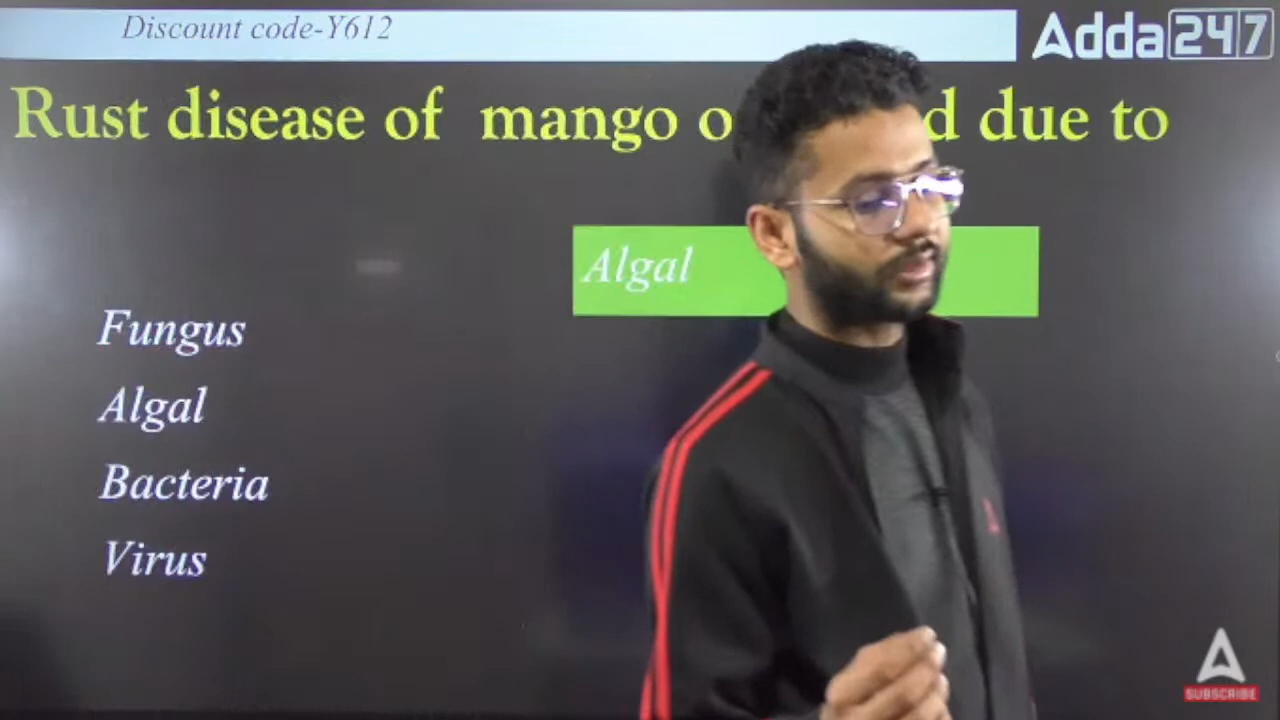 Discount code-Y612
Adda247
Rust disease of mango o d due to
Algal
Fungus
Algal
Bacteria
Virus
SUBSCRIBE